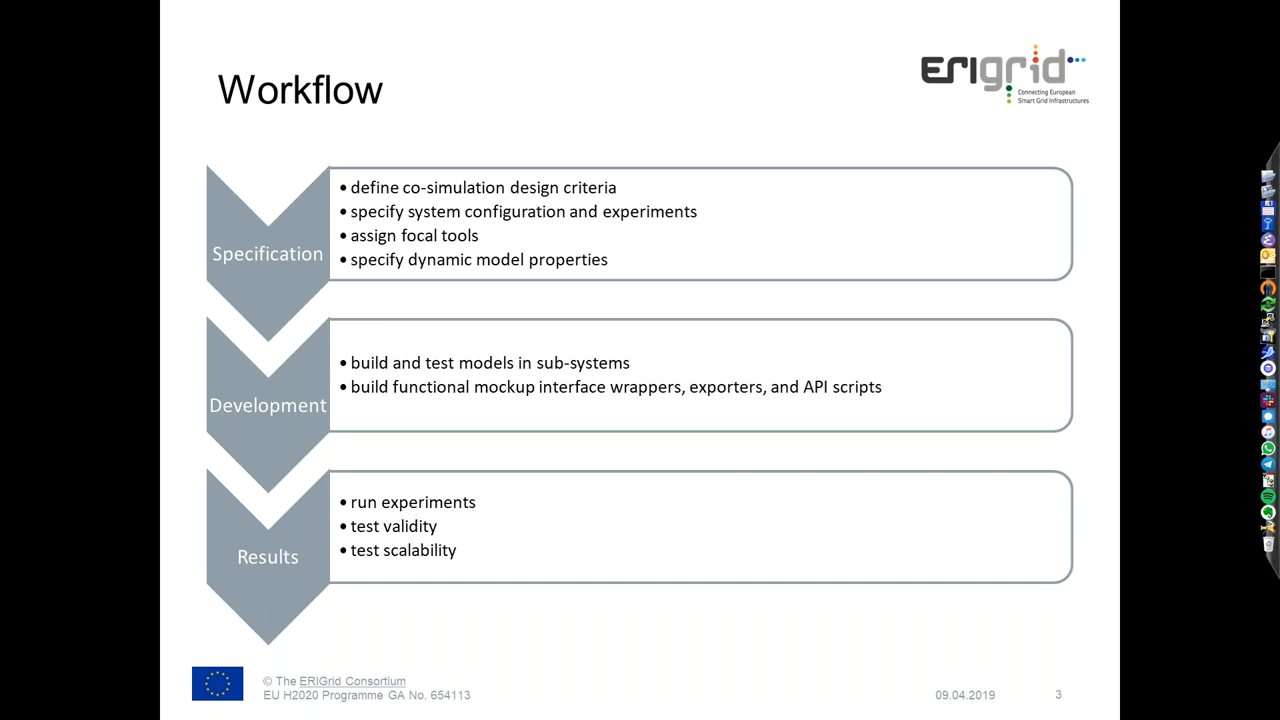 Workflow
ERIgrid
Connecting European
Smart Grid Infrastructures
Specification
• define co-simulation design criteria
• specify system configuration and experiments
• assign focal tools
• specify dynamic model properties
Development
• build and test models in sub-systems
• build functional mockup interface wrappers, exporters, and API scripts
Results
• run experiments
• test validity
• test scalability
© The ERIGrid Consortium
EU H2020 Programme GA No. 654113
09.04.2019
3